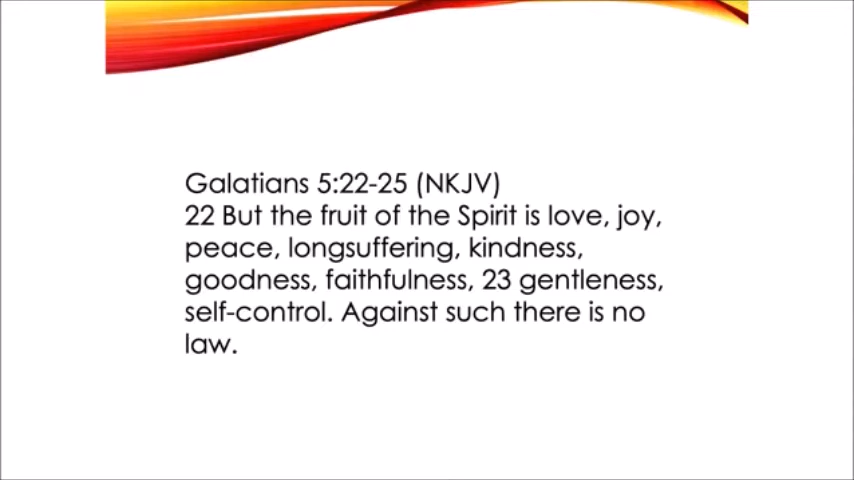 Galatians 5:22-25 (NKJV)
22 But the fruit of the Spirit is love, joy,
peace, longsuffering, kindness,
goodness, faithfulness, 23 gentleness,
self-control. Against such there is no
law.